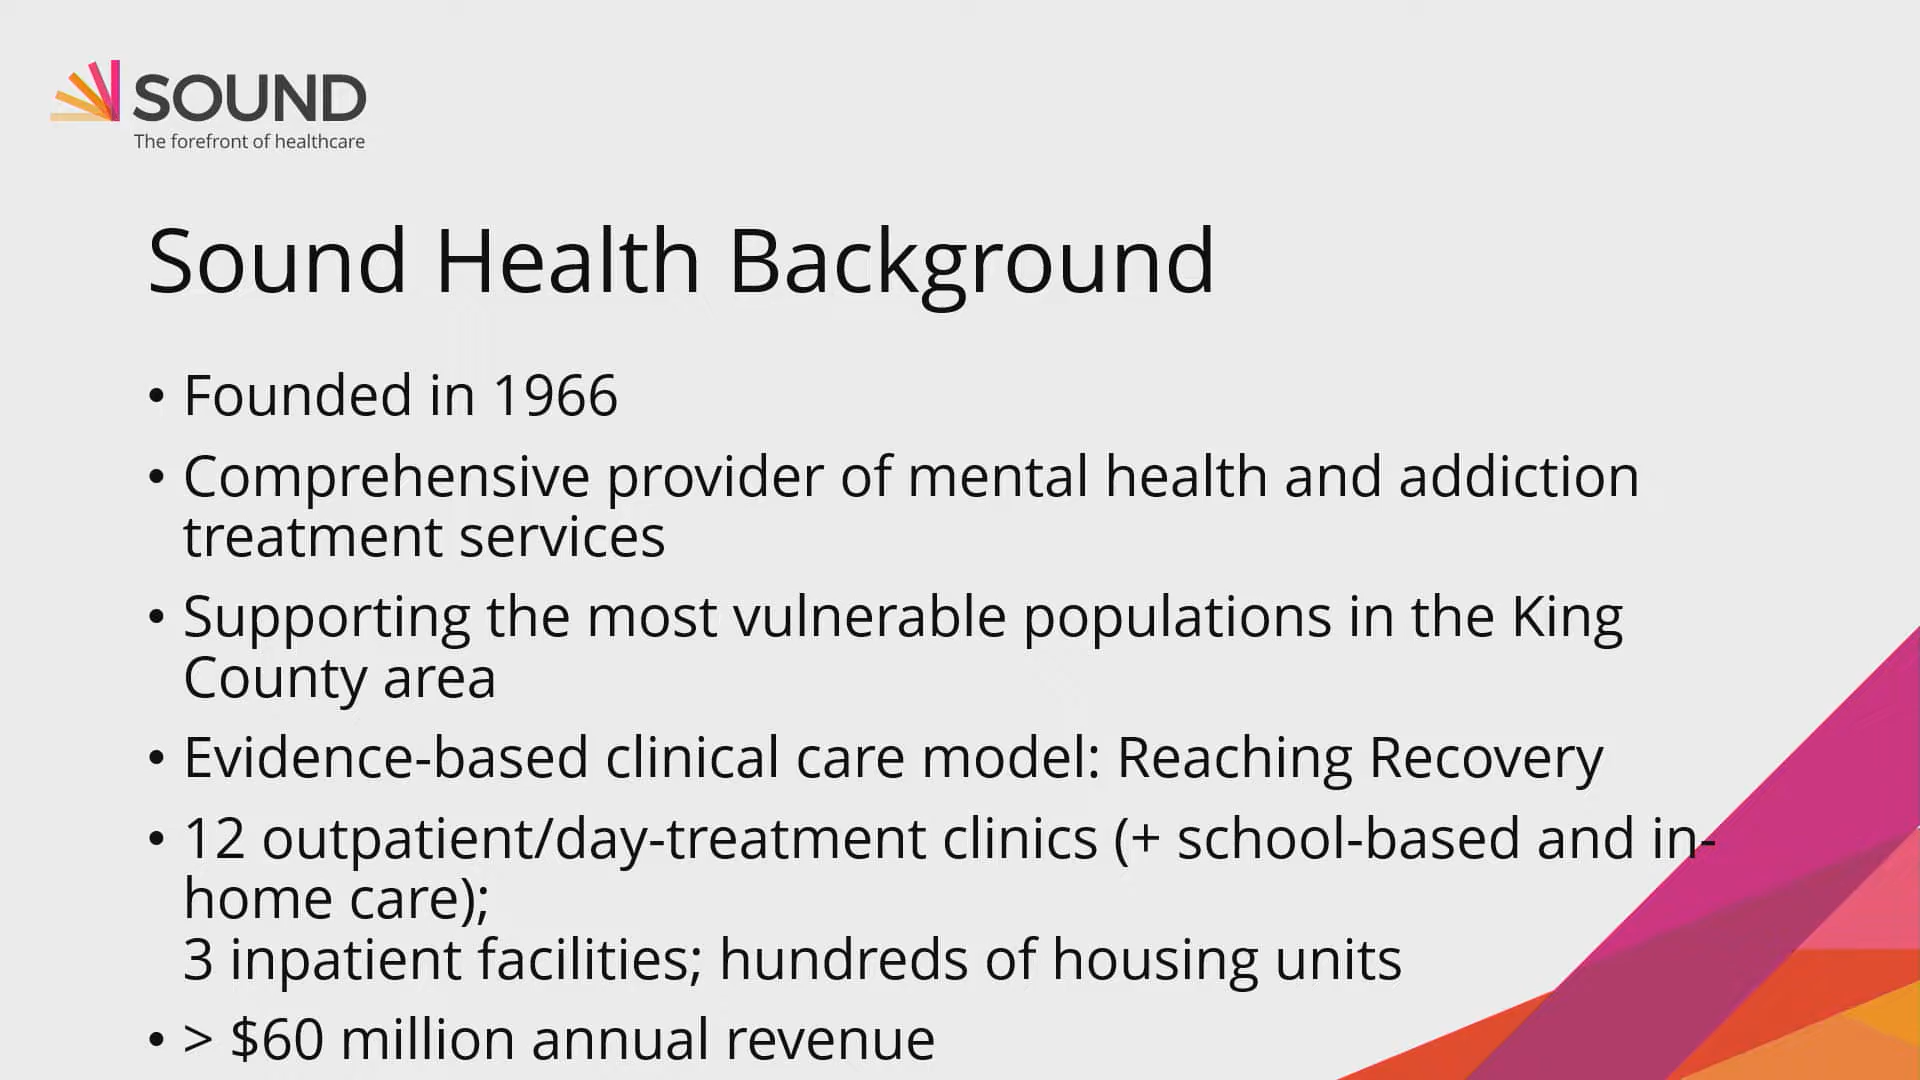 SOUND
The forefront of healthcare
Sound Health Background
• Founded in 1966
• Comprehensive provider of mental health and addiction
treatment services
• Supporting the most vulnerable populations in the King
County area
• Evidence-based clinical care model: Reaching Recovery
• 12 outpatient/day-treatment clinics (+ school-based and in-
home care);
3 inpatient facilities; hundreds of housing units
• > $60 million annual revenue